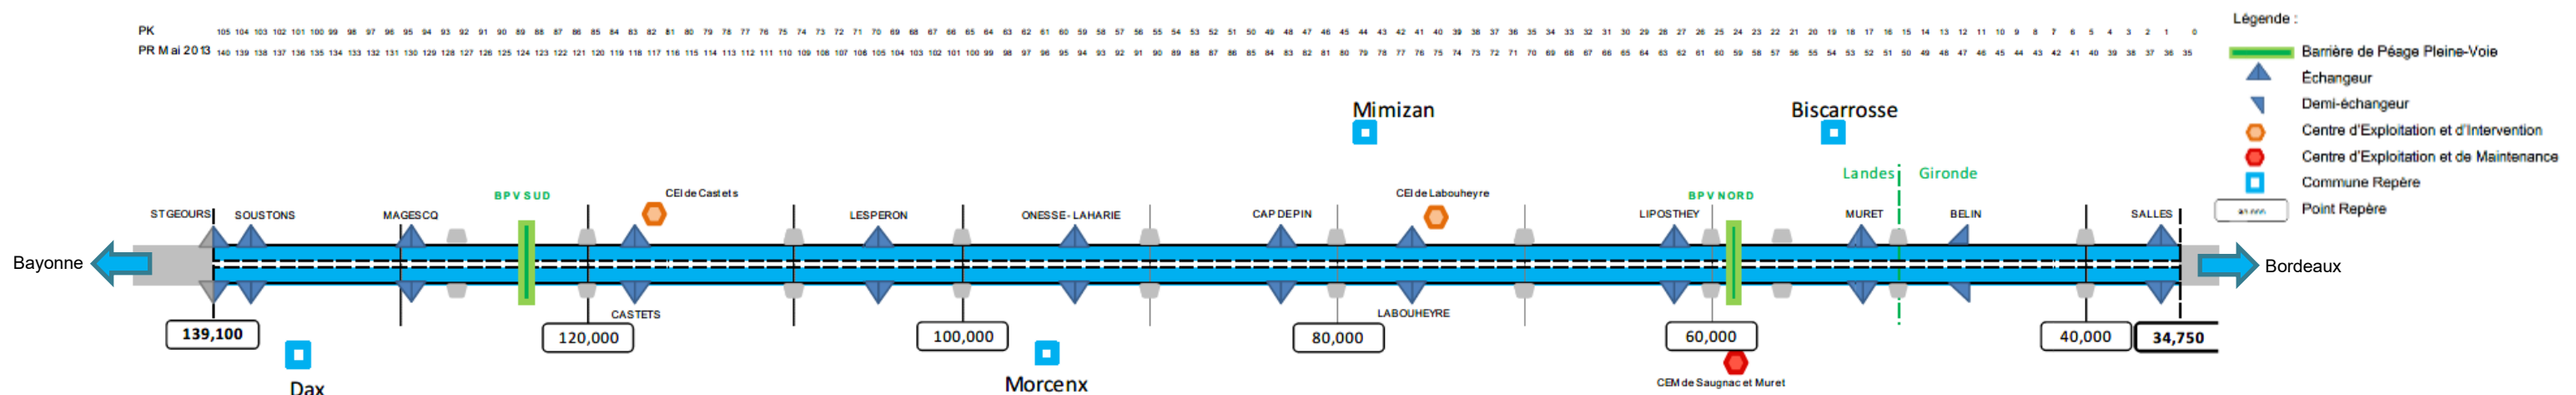 PK 105 104 103 102 101 100 99 98 97 96 95 94 93 92 91 90 89 88 87 86 85 84 83 82 81 80 79 78 77 76 75 74 73 72 71 70 69 68 67 66 65 64 63 62 61 60 59 58 57 56 55 54 53 52 51 50 49 48 47 46 45 44 43 42 41 40 39 38 37 36 35 34 33 32 31 30 29 28 27 26 25 24 23 22 21 20 19 18 17 16 15 14 13 12 11 10 9 8 7 6 5 4 3 2 1 0
PR Mai 2013 140 139 138 137 136 135 134 133 132 131 130 129 128 127 126 125 124 123 122 121 120 119 118 117 116 115 114 113 112 111 110 109 108 107 106 105 104 103 102 101 100 99 98 97 96 95 94 93 92 91 90 89 88 87 86 85 84 83 82 81 80 79 78 77 76 75 74 73 72 71 70 69 68 67 66 65 64 63 62 61 60 59 58 57 56 55 54 53 52 51 50 49 48 47 46 45 44 43 42 41 40 39 38 37 36 35
Légende :
Barrière de Péage Pleine-Voie
Échangeur
Demi-échangeur
Centre d'Exploitation et d'Intervention
Centre d'Exploitation et de Maintenance
Commune Repère
Point Repère
Mimizan
Biscarrosse
Landes
Gironde
BPV SUD
CEI de Castets
CEI de Labouheyre
BPV NORD
ST GEOURS
SOUSTONS
MAGESCQ
LESPERON
ONESSE-LAHARIE
CAP DE PIN
LIPOSTHEY
MURET
BELIN
SALLES
Bayonne
Bordeaux
CASTETS
LABOUHEYRE
139,100
120,000
100,000
80,000
60,000
40,000
34,750
Dax
Morcenx
CEM de Saugnac et Muret